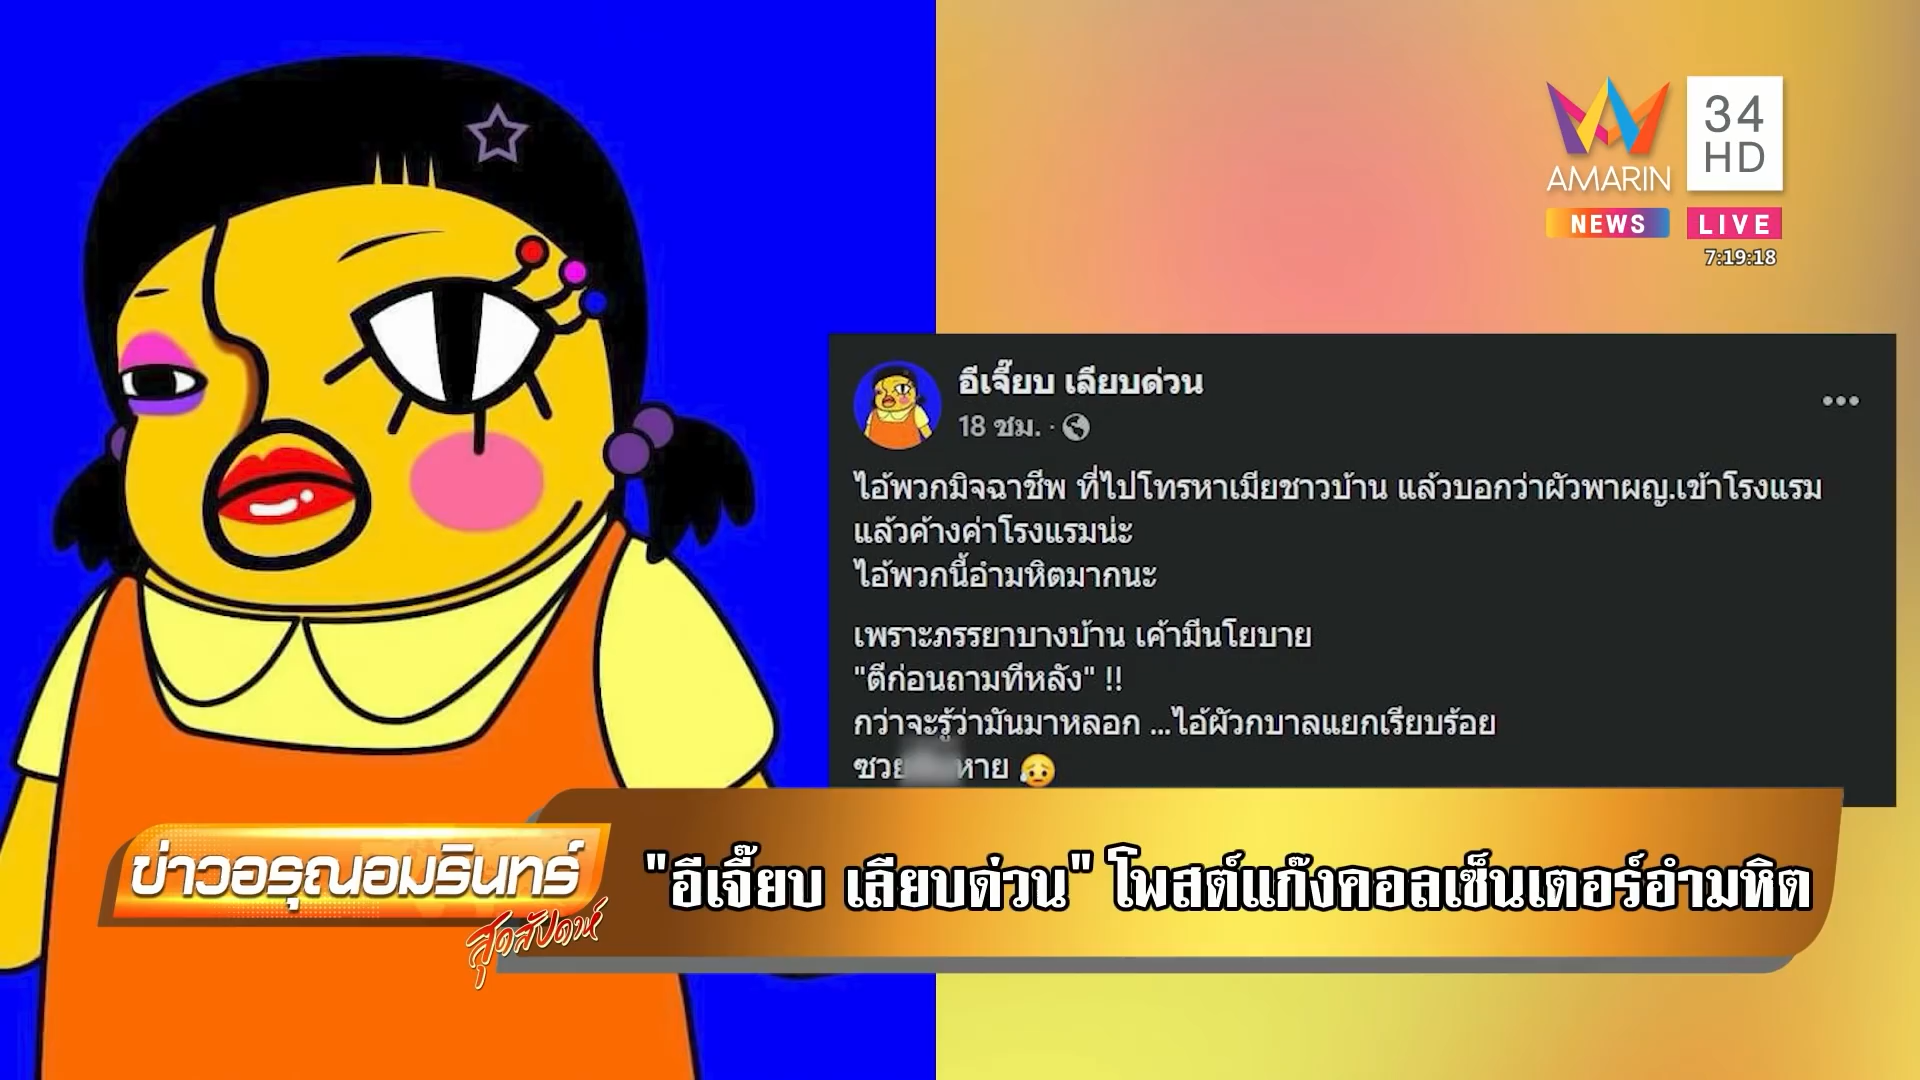 AMARIN
34
HD
NEWS
LIVE
7:19:18
อีเจี๊ยบ เลียบด่วน
18 ชม. ·
ไอ้พวกมิจฉาชีพ ที่ไปโทรหาเมียชาวบ้าน แล้วบอกว่าผัวพาผญ.เข้าโรงแรม
แล้วค้างค่าโรงแรมน่ะ
ไอ้พวกนี้อำมหิตมากนะ
เพราะภรรยาบางบ้าน เค้ามีนโยบาย
"ตีก่อนถามทีหลัง" !!
กว่าจะรู้ว่ามันมาหลอก ...ไอ้ผัวกบาลแยกเรียบร้อย
ซวย หาย 😥
ข่าวอรุณอมรินทร์
สุดสัปดาห์
"อีเจี๊ยบ เลียบด่วน" โพสต์แก๊งคอลเซ็นเตอร์อำมหิต